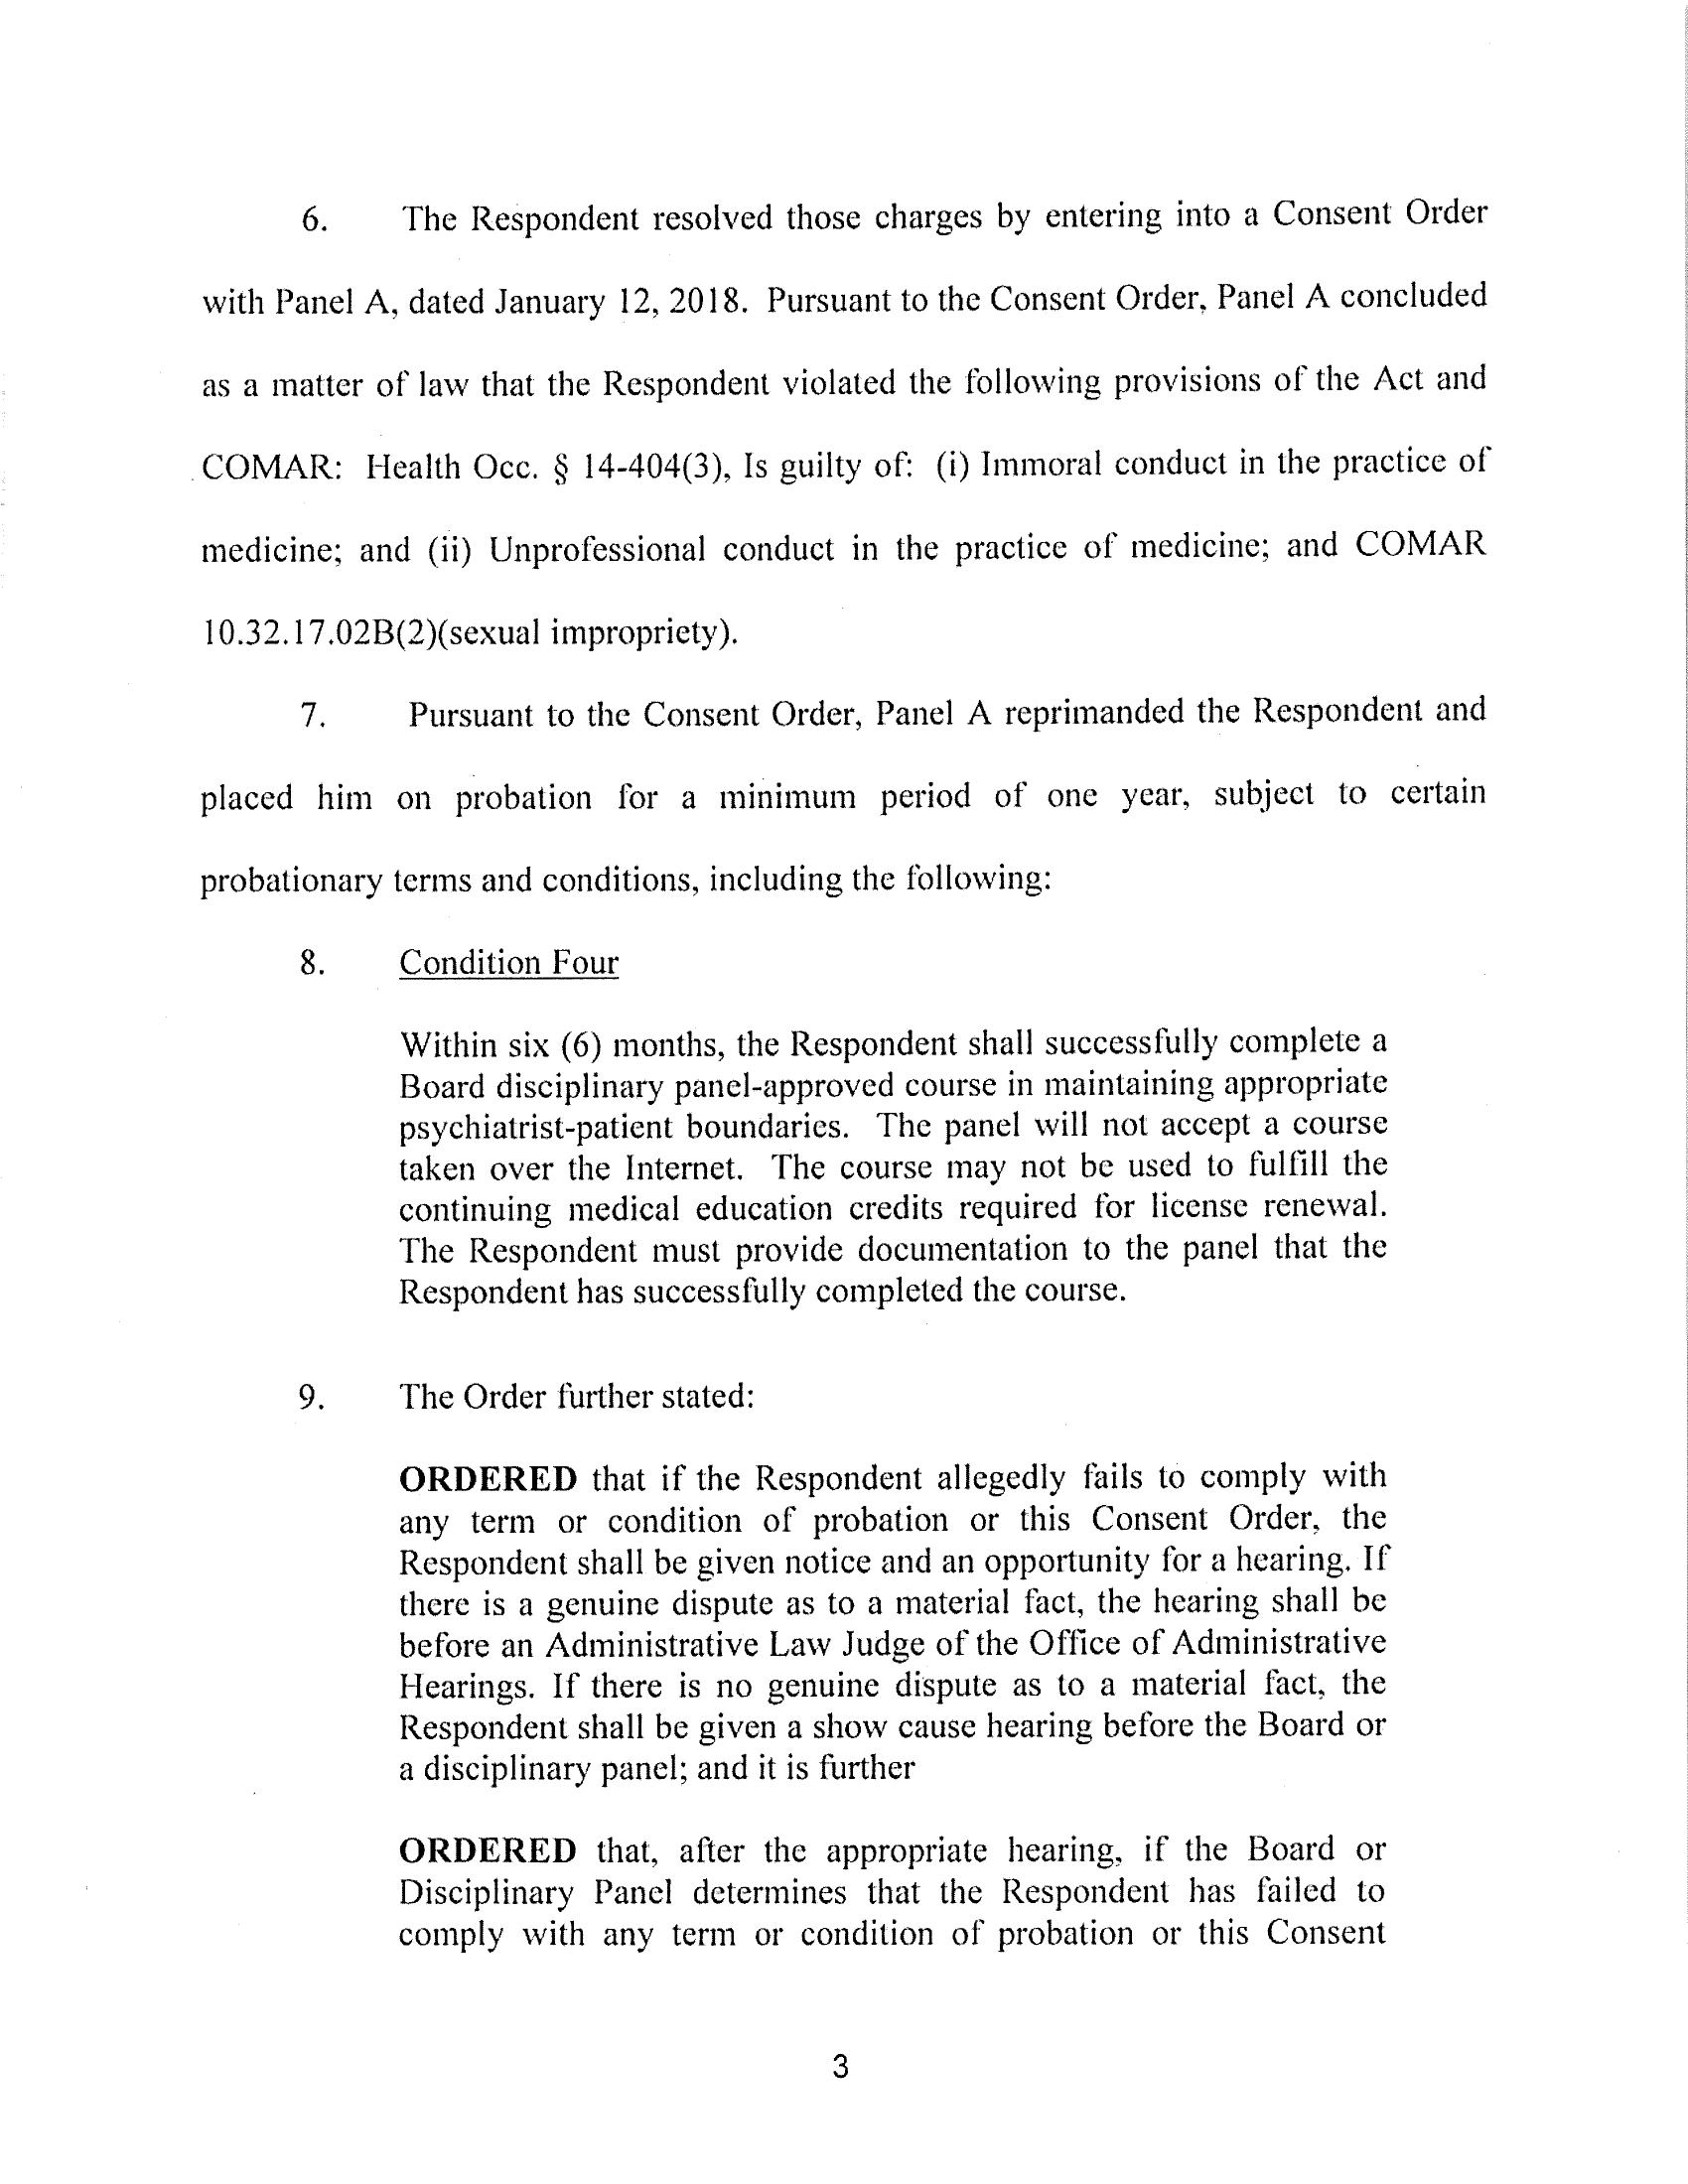 6. The Respondent resolved those charges by entering into a Consent Order
with Panel A, dated January 12, 2018. Pursuant to the Consent Order, Panel A concluded
as a matter of law that the Respondent violated the following provisions of the Act and
COMAR: Health Occ. § 14-404(3), Is guilty of: (i) Immoral conduct in the practice of
medicine; and (ii) Unprofessional conduct in the practice of medicine; and COMAR
10.32.17.02B(2)(sexual impropriety).
7. Pursuant to the Consent Order, Panel A reprimanded the Respondent and
placed him on probation for a minimum period of one year, subject to certain
probationary terms and conditions, including the following:
8. Condition Four
Within six (6) months, the Respondent shall successfully complete a
Board disciplinary panel-approved course in maintaining appropriate
psychiatrist-patient boundaries. The panel will not accept a course
taken over the Internet. The course may not be used to fulfill the
continuing medical education credits required for license renewal.
The Respondent must provide documentation to the panel that the
Respondent has successfully completed the course.
9. The Order further stated:
ORDERED that if the Respondent allegedly fails to comply with
any term or condition of probation or this Consent Order, the
Respondent shall be given notice and an opportunity for a hearing. If
there is a genuine dispute as to a material fact, the hearing shall be
before an Administrative Law Judge of the Office of Administrative
Hearings. If there is no genuine dispute as to a material fact, the
Respondent shall be given a show cause hearing before the Board or
a disciplinary panel; and it is further
ORDERED that, after the appropriate hearing, if the Board or
Disciplinary Panel determines that the Respondent has failed to
comply with any term or condition of probation or this Consent
3